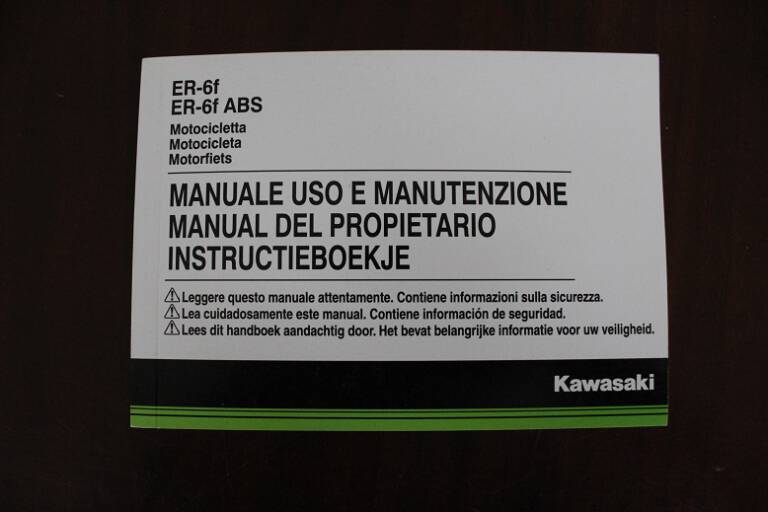 ER-6f
ER-6f ABS
Motocicletta
Motocicleta
Motorfiets
MANUALE USO E MANUTENZIONE
MANUAL DEL PROPIETARIO
INSTRUCTIEBOEKJE
Leggere questo manuale attentamente. Contiene informazioni sulla sicurezza.
Lea cuidadosamente este manual. Contiene información de seguridad.
Lees dit handboek aandachtig door. Het bevat belangrijke informatie voor uw veiligheid.
Kawasaki